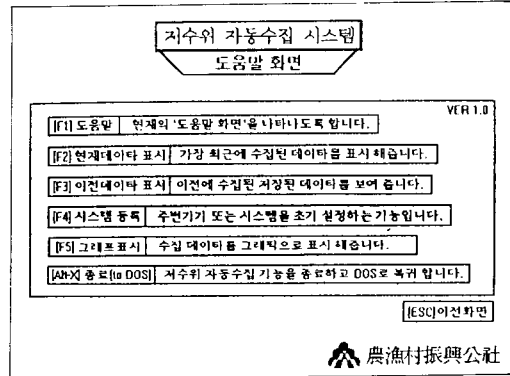 저수위 자동수집 시스템
도움말 화면
VER 1.0
[F1] 도움말 현재의 '도움말 화면'을 나타나도록 합니다.
[F2] 현재데이타 표시 가장 최근에 수집된 데이타를 표시 해줍니다.
[F3] 이전데이타 표시 이전에 수집된 저장된 데이타를 보여 줍니다.
[F4] 시스템 등록 주변기기 또는 시스템을 초기 설정하는 기능입니다.
[F5] 그래프표시 수집 데이타를 그래픽으로 표시 해줍니다.
[Alt-X] 종료(to DOS) 저수위 자동수집 기능을 종료하고 DOS로 복귀 합니다.
[ESC]이전화면
農漁村振興公社